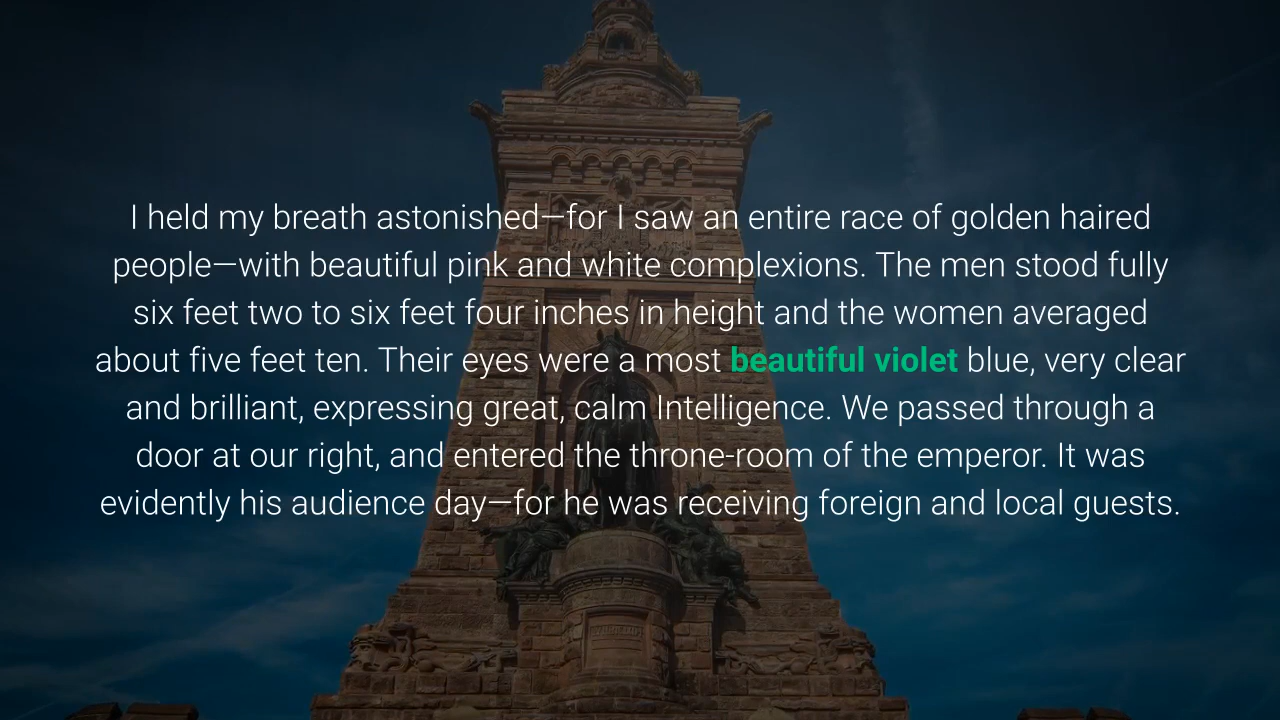 I held my breath astonished—for I saw an entire race of golden haired
people—with beautiful pink and white complexions. The men stood fully
six feet two to six feet four inches in height and the women averaged
about five feet ten. Their eyes were a most beautiful violet blue, very clear
and brilliant, expressing great, calm Intelligence. We passed through a
door at our right, and entered the throne-room of the emperor. It was
evidently his audience day—for he was receiving foreign and local guests.